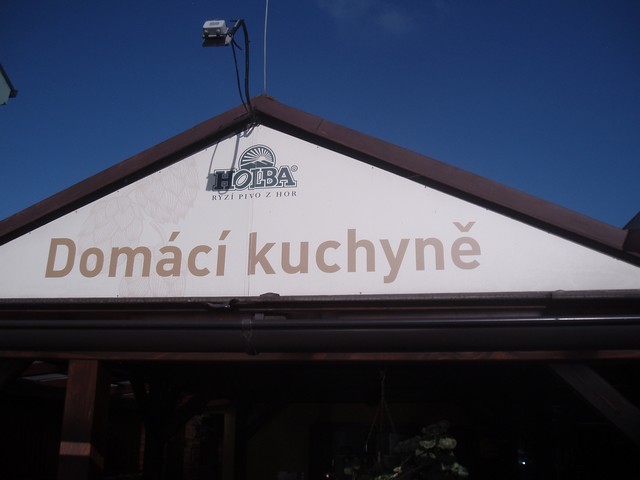 HOLBA®
RYZÍ PIVO Z HOR
Domácí kuchyně